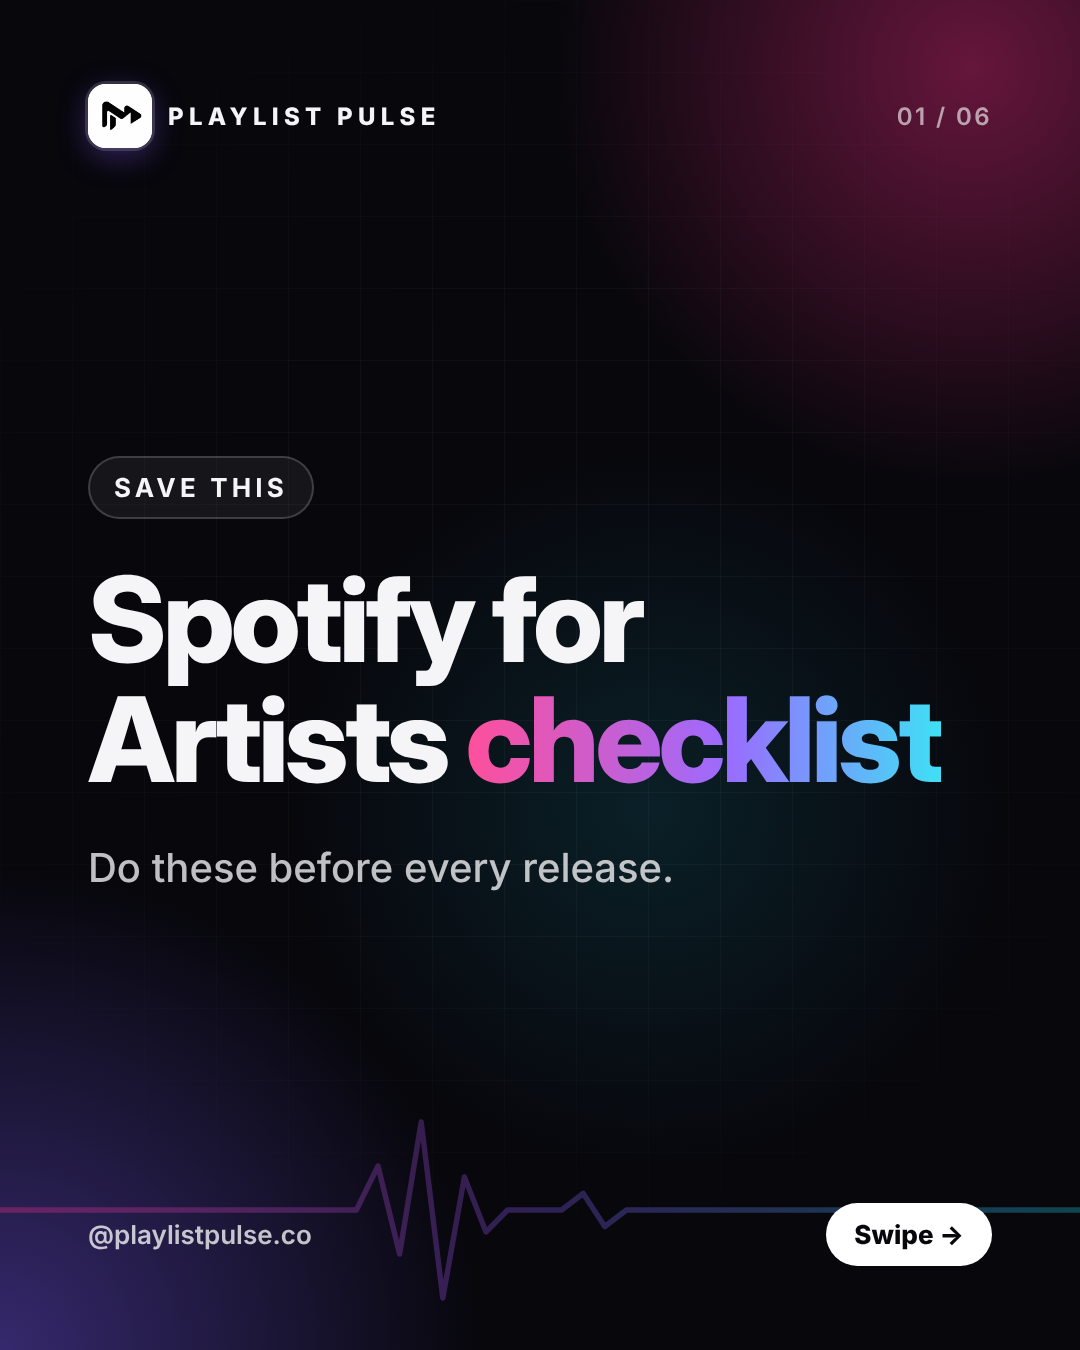 PLAYLIST PULSE
01 / 06
SAVE THIS
Spotify for
Artists checklist
Do these before every release.
@playlistpulse.co
Swipe →